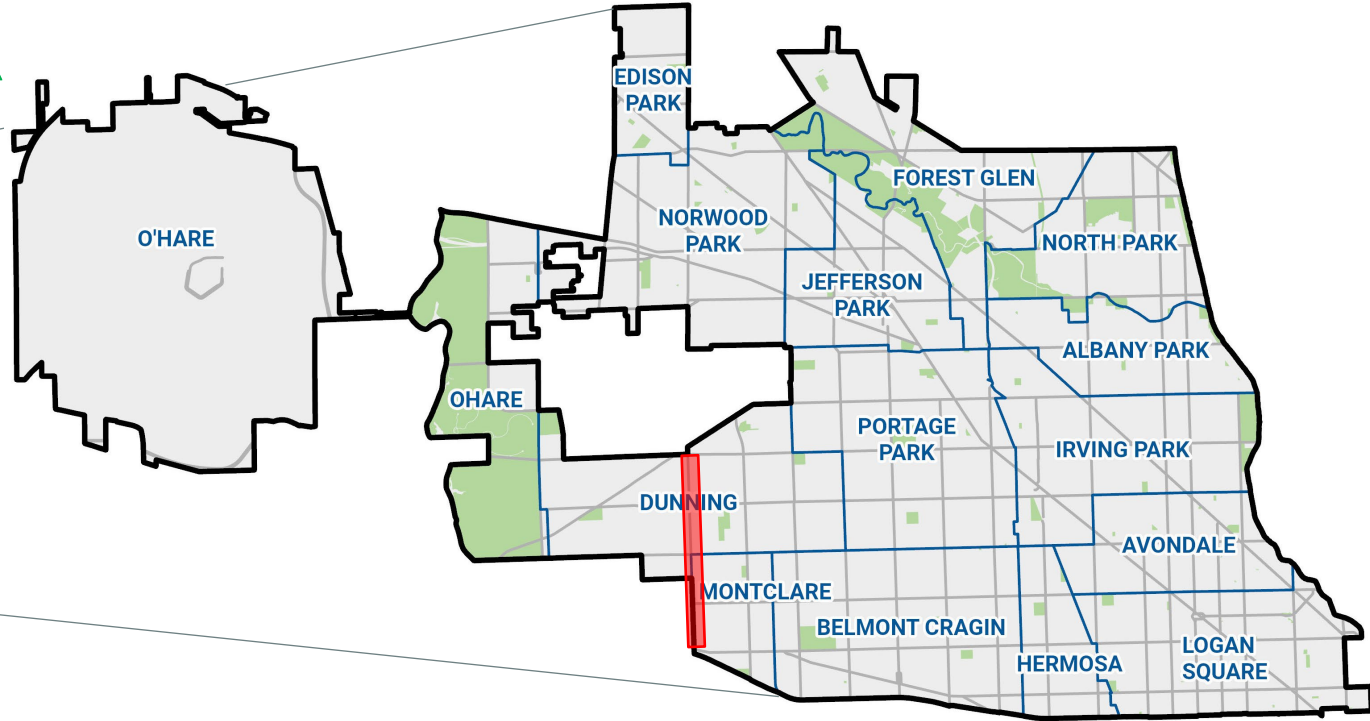 EDISON
PARK
FOREST GLEN
O'HARE
NORWOOD
PARK
NORTH PARK
JEFFERSON
PARK
ALBANY PARK
OHARE
PORTAGE
PARK
IRVING PARK
DUNNING
AVONDALE
MONTCLARE
BELMONT CRAGIN
HERMOSA
LOGAN
SQUARE